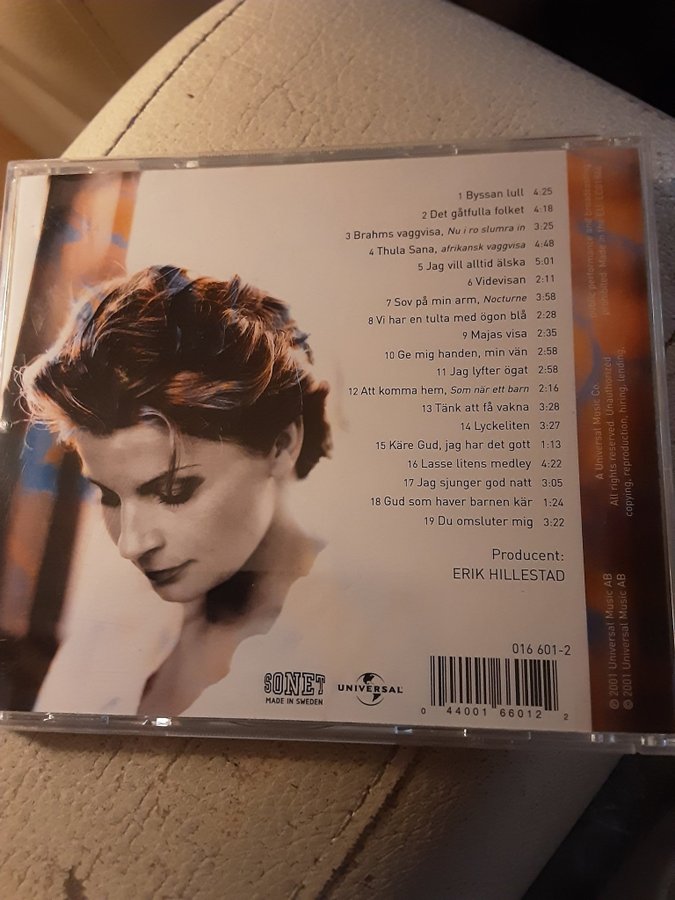 1 Byssan lull 4:25
2 Det gåtfulla folket 4:18
3 Brahms vaggvisa, Nu i ro slumra in 3:25
4 Thula Sana, afrikansk vaggvisa 4:48
5 Jag vill alltid älska 5:01
6 Videvisan 2:11
7 Sov på min arm, Nocturne 3:58
8 Vi har en tulta med ögon blå 2:28
9 Majas visa 2:35
10 Ge mig handen, min vän 2:58
11 Jag lyfter ögat 2:58
12 Att komma hem, Som när ett barn 2:16
13 Tänk att få vakna 3:28
14 Lyckeliten 3:27
15 Käre Gud, jag har det gott 1:13
16 Lasse litens medley 4:22
17 Jag sjunger god natt 3:05
18 Gud som haver barnen kär 1:24
19 Du omsluter mig 3:22
Producent:
ERIK HILLESTAD
016 601-2
SONET
MADE IN SWEDEN
UNIVERSAL
0 44001 66012 2
℗ 2001 Universal Music AB
© 2001 Universal Music AB
A Universal Music Co.
All rights reserved. Unauthorized
copying, reproduction, hiring, lending,
public performance and broadcasting
prohibited. Made in the E.U.